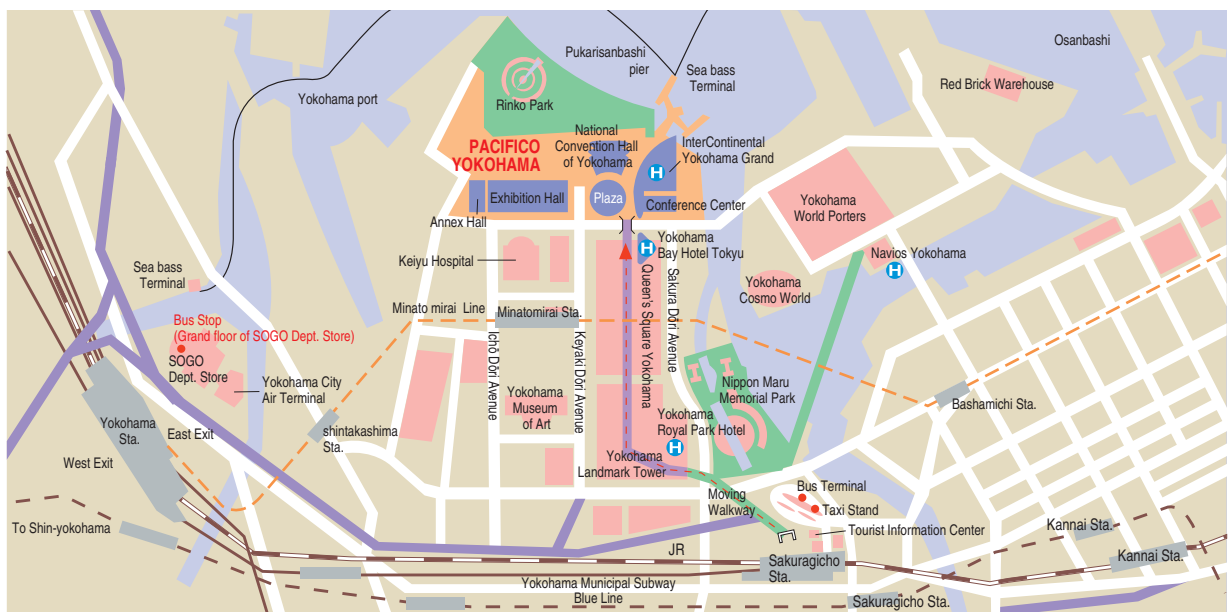 Pukarisanbashi
pier
Osanbashi
Sea bass
Terminal
Red Brick Warehouse
Yokohama port
Rinko Park
National
Convention Hall
of Yokohama
PACIFICO
YOKOHAMA
InterContinental
Yokohama Grand
H
Exhibition Hall
Plaza
Conference Center
Annex Hall
Yokohama
World Porters
Keiyu Hospital
H
Yokohama
Bay Hotel Tokyu
Navios Yokohama
H
Sea bass
Terminal
Yokohama
Cosmo World
Minato mirai Line
Minatomirai Sta.
Queen's Square Yokohama
Sakura Dōri Avenue
Bus Stop
(Grand floor of SOGO Dept. Store)
SOGO
Dept. Store
Ichō Dōri Avenue
Keyaki Dōri Avenue
Yokohama City
Air Terminal
Nippon Maru
Memorial Park
Yokohama
Museum
of Art
Bashamichi Sta.
Yokohama
Sta.
East Exit
West Exit
shintakashima
Sta.
Yokohama
Royal Park Hotel
H
Yokohama
Landmark Tower
Moving
Walkway
Bus Terminal
Taxi Stand
Tourist Information Center
To Shin-yokohama
Kannai Sta.
Kannai Sta.
JR
Sakuragicho
Sta.
Yokohama Municipal Subway
Blue Line
Sakuragicho Sta.